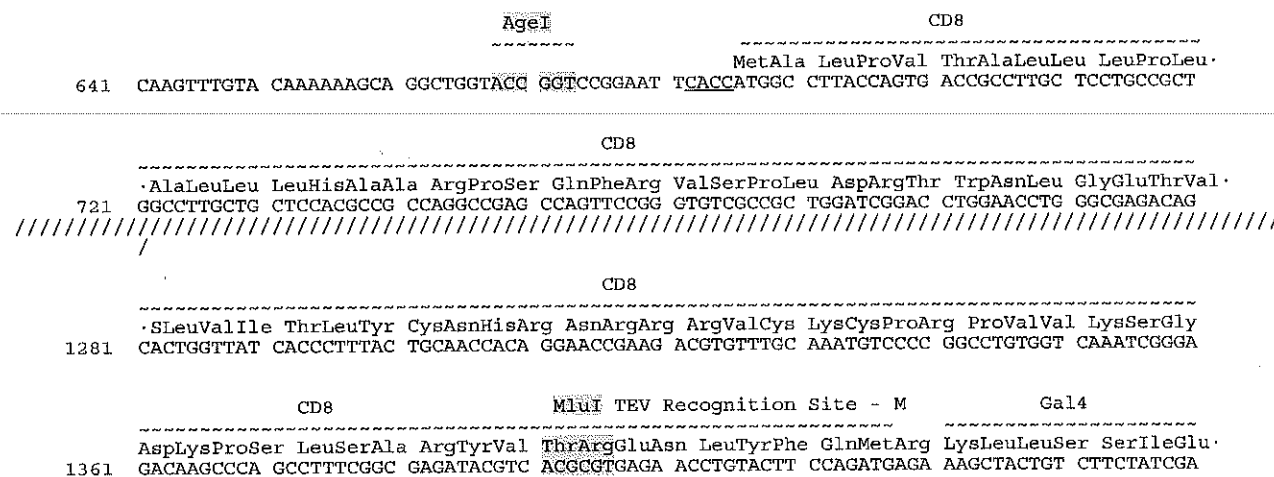 AgeI CD8
~~~~~~~ ~~~~~~~~~~~~~~~~~~~~~~~~~~~~~~~~~~~~~~~
MetAla LeuProVal ThrAlaLeuLeu LeuProLeu·
641 CAAGTTTGTA CAAAAAAGCA GGCTGGTACC GGTCCGGAAT TCACCATGGC CTTACCAGTG ACCGCCTTGC TCCTGCCGCT
CD8
~~~~~~~~~~~~~~~~~~~~~~~~~~~~~~~~~~~~~~~~~~~~~~~~~~~~~~~~~~~~~~~~~~~~~~~~~~~~~~~~~~~~~~~
·AlaLeuLeu LeuHisAlaAla ArgProSer GlnPheArg ValSerProLeu AspArgThr TrpAsnLeu GlyGluThrVal·
721 GGCCTTGCTG CTCCACGCCG CCAGGCCGAG CCAGTTCCGG GTGTCGCCGC TGGATCGGAC CTGGAACCTG GGCGAGACAG
//////////////////////////////////////////////////////////////////////////////////////////////////////////
/
CD8
~~~~~~~~~~~~~~~~~~~~~~~~~~~~~~~~~~~~~~~~~~~~~~~~~~~~~~~~~~~~~~~~~~~~~~~~~~~~~~~~~~~~~~~
·SLeuValIle ThrLeuTyr CysAsnHisArg AsnArgArg ArgValCys LysCysProArg ProValVal LysSerGly
1281 CACTGGTTAT CACCCTTTAC TGCAACCACA GGAACCGAAG ACGTGTTTGC AAATGTCCCC GGCCTGTGGT CAAATCGGGA
CD8 MluI TEV Recognition Site - M Gal4
~~~~~~~~~~~~~~~~~~~~~~~~~~~~~~~~~~~~~~~~~~~~~~~~~~~~~~~~~~~~~~~~ ~~~~~~~~~~~~~~~~~~~~~
AspLysProSer LeuSerAla ArgTyrVal ThrArgGluAsn LeuTyrPhe GlnMetArg LysLeuLeuSer SerIleGlu·
1361 GACAAGCCCA GCCTTTCGGC GAGATACGTC ACGCGTGAGA ACCTGTACTT CCAGATGAGA AAGCTACTGT CTTCTATCGA